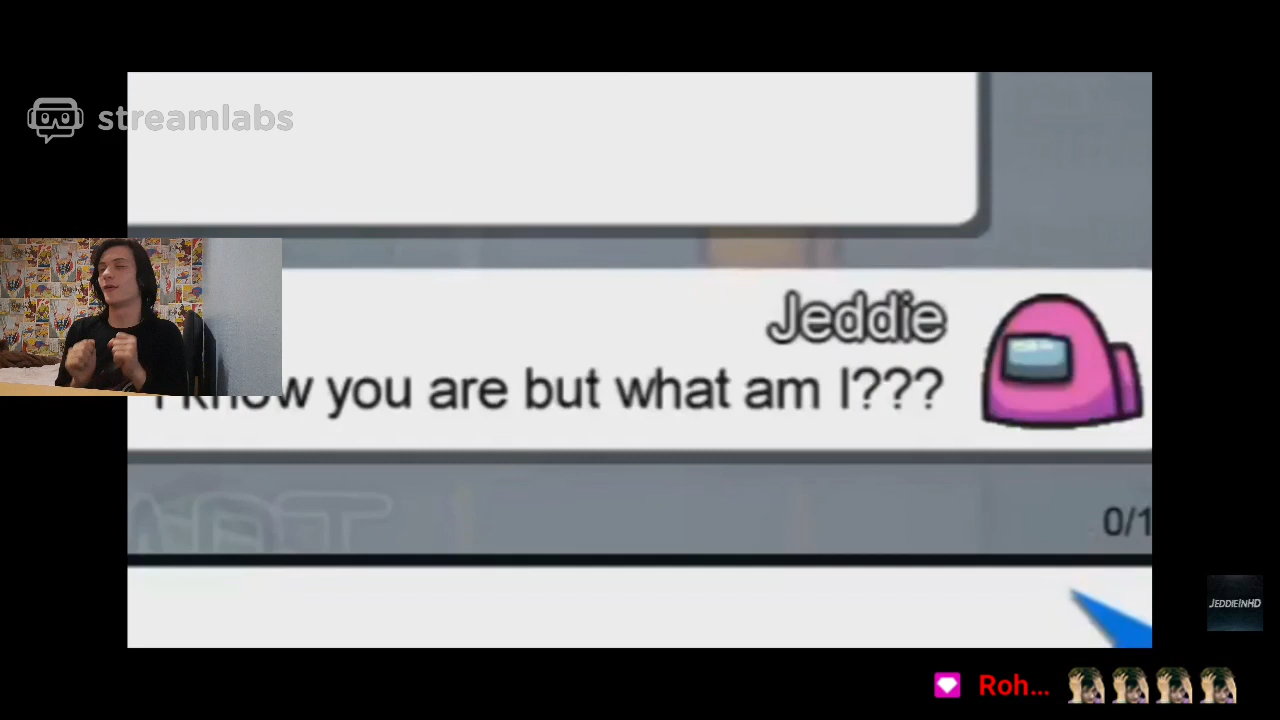 streamlabs
Jeddie
I know you are but what am I???
0/1
JEDDIEINHD
Roh...